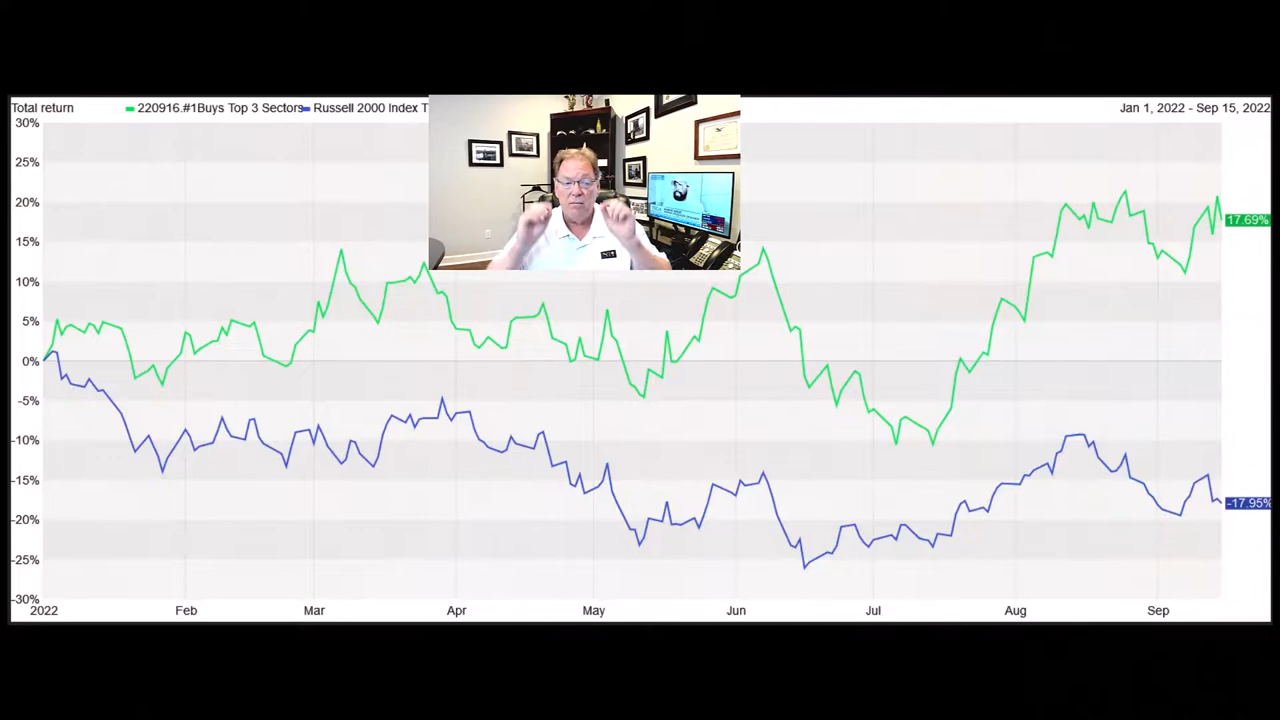 Total return
220916.#1Buys Top 3 Sectors
Russell 2000 Index T
Jan 1, 2022 - Sep 15, 2022
30%
25%
20%
15%
10%
5%
0%
-5%
-10%
-15%
-20%
-25%
-30%
17.69%
-17.95%
2022
Feb
Mar
Apr
May
Jun
Jul
Aug
Sep